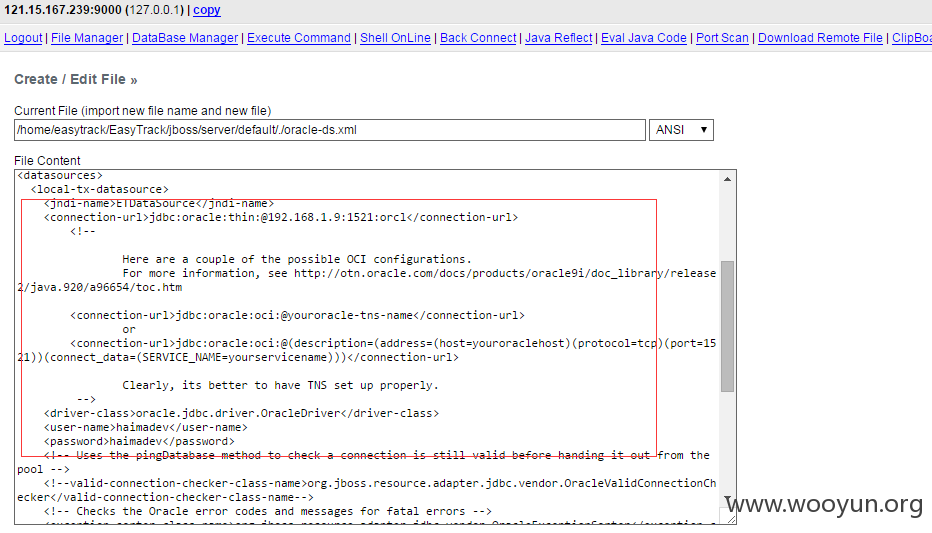 121.15.167.239:9000 (127.0.0.1) | copy
Logout | File Manager | DataBase Manager | Execute Command | Shell OnLine | Back Connect | Java Reflect | Eval Java Code | Port Scan | Download Remote File | ClipBoa
Create / Edit File »
Current File (import new file name and new file)
/home/easytrack/EasyTrack/jboss/server/default/./oracle-ds.xml ANSI
File Content
<datasources>
<local-tx-datasource>
<jndi-name>ETDataSource</jndi-name>
<connection-url>jdbc:oracle:thin:@192.168.1.9:1521:orcl</connection-url>
<!--
Here are a couple of the possible OCI configurations.
For more information, see http://otn.oracle.com/docs/products/oracle9i/doc_library/release
2/java.920/a96654/toc.htm
<connection-url>jdbc:oracle:oci:@youroracle-tns-name</connection-url>
or
<connection-url>jdbc:oracle:oci:@(description=(address=(host=youroraclehost)(protocol=tcp)(port=15
21))(connect_data=(SERVICE_NAME=yourservicename)))</connection-url>
Clearly, its better to have TNS set up properly.
-->
<driver-class>oracle.jdbc.driver.OracleDriver</driver-class>
<user-name>haimadev</user-name>
<password>haimadev</password>
<!-- Uses the pingDatabase method to check a connection is still valid before handing it out from the
pool -->
<!--valid-connection-checker-class-name>org.jboss.resource.adapter.jdbc.vendor.OracleValidConnectionCh
ecker</valid-connection-checker-class-name-->
<!-- Checks the Oracle error codes and messages for fatal errors -->
www.wooyun.org